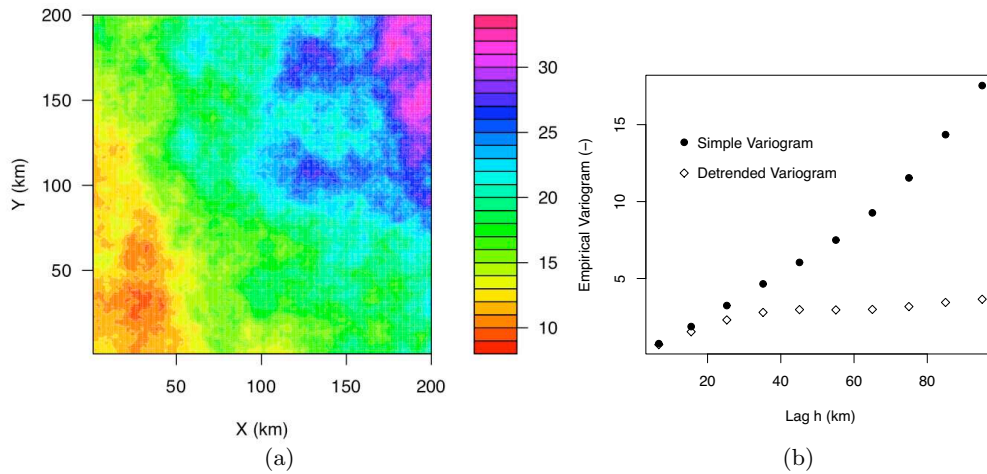 200
150
100
50
Y (km)
50
100
150
200
X (km)
(a)
30
25
20
15
10
Empirical Variogram (−)
15
10
5
Simple Variogram
Detrended Variogram
20
40
60
80
Lag h (km)
(b)